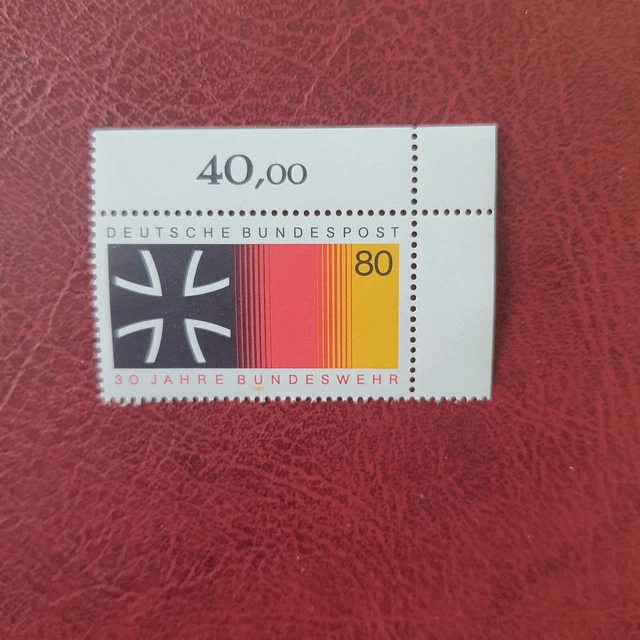 40,00
DEUTSCHE BUNDESPOST
80
30 JAHRE BUNDESWEHR